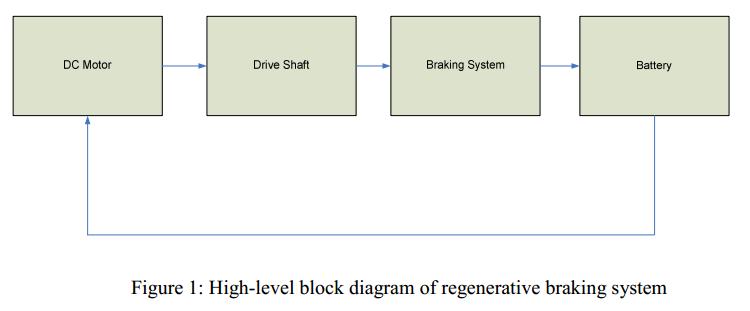 DC Motor
Drive Shaft
Braking System
Battery
Figure 1: High-level block diagram of regenerative braking system